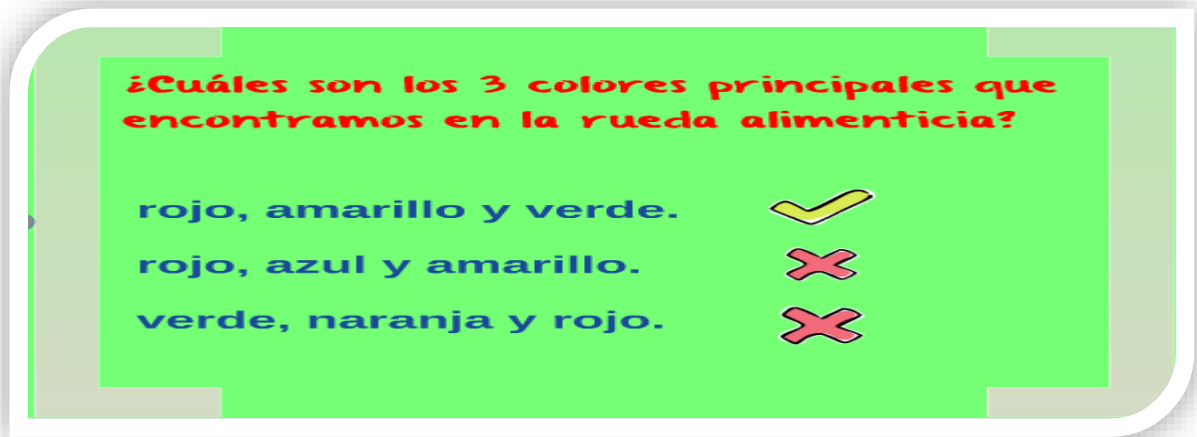 ¿Cuáles son los 3 colores principales que
encontramos en la rueda alimenticia?
rojo, amarillo y verde.
rojo, azul y amarillo.
verde, naranja y rojo.